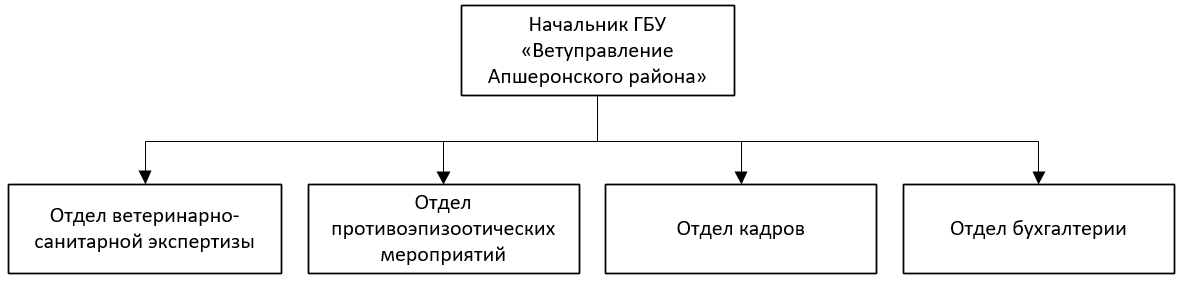 Начальник ГБУ
«Ветуправление
Апшеронского района»
Отдел ветеринарно-
санитарной экспертизы
Отдел
противоэпизоотических
мероприятий
Отдел кадров
Отдел бухгалтерии